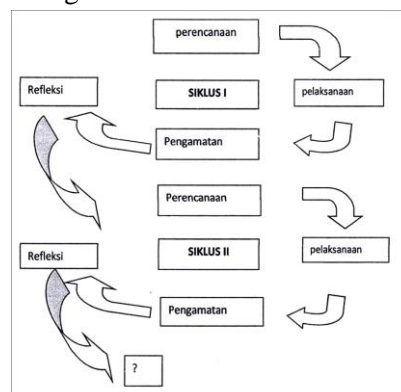 perencanaan
Refleksi
SIKLUS I
pelaksanaan
Pengamatan
Perencanaan
Refleksi
SIKLUS II
pelaksanaan
Pengamatan
?